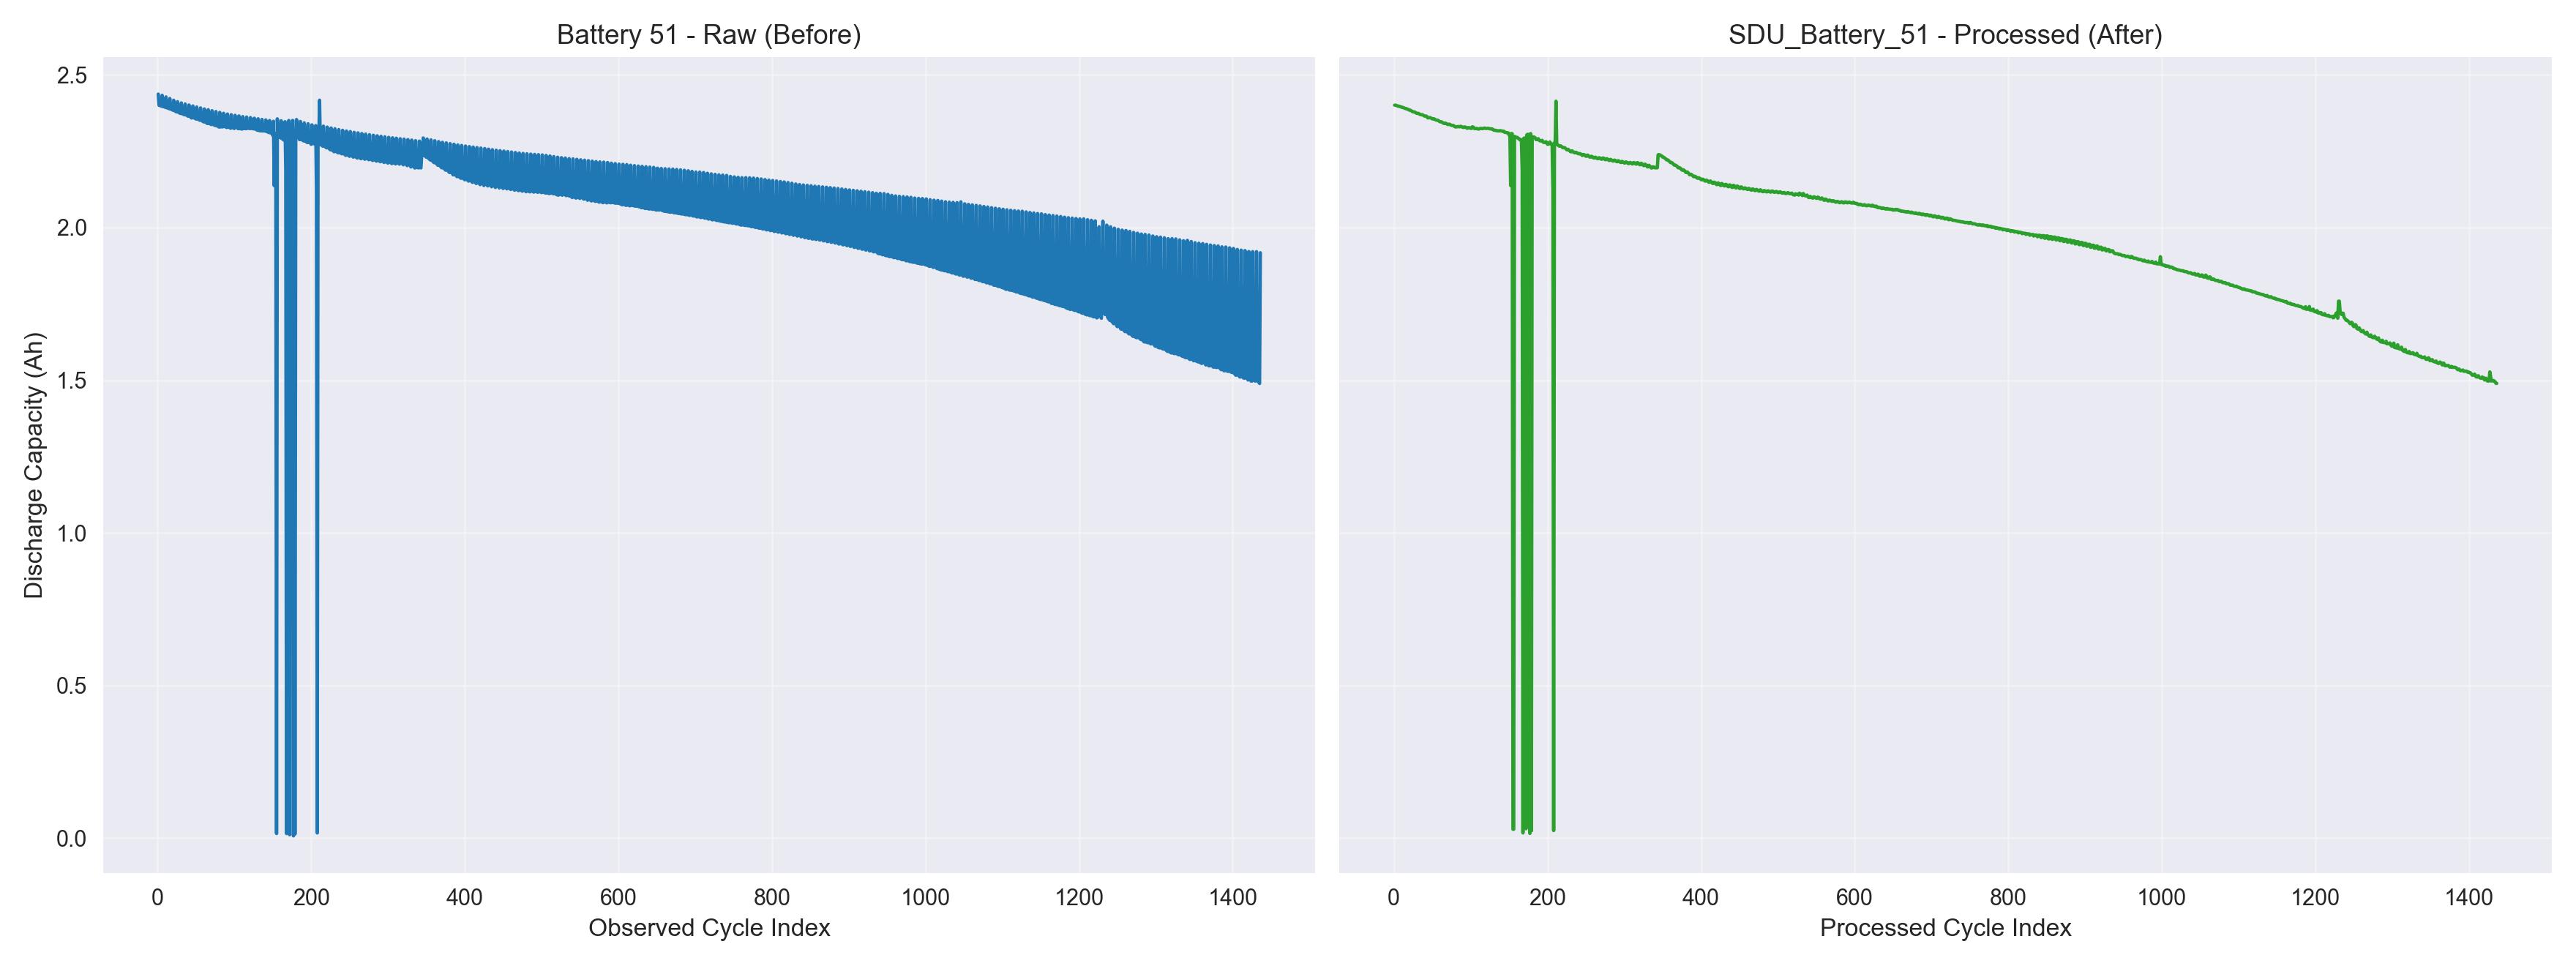 Battery 51 - Raw (Before)
SDU_Battery_51 - Processed (After)
Discharge Capacity (Ah)
2.5
2.0
1.5
1.0
0.5
0.0
0 200 400 600 800 1000 1200 1400
Observed Cycle Index
0 200 400 600 800 1000 1200 1400
Processed Cycle Index